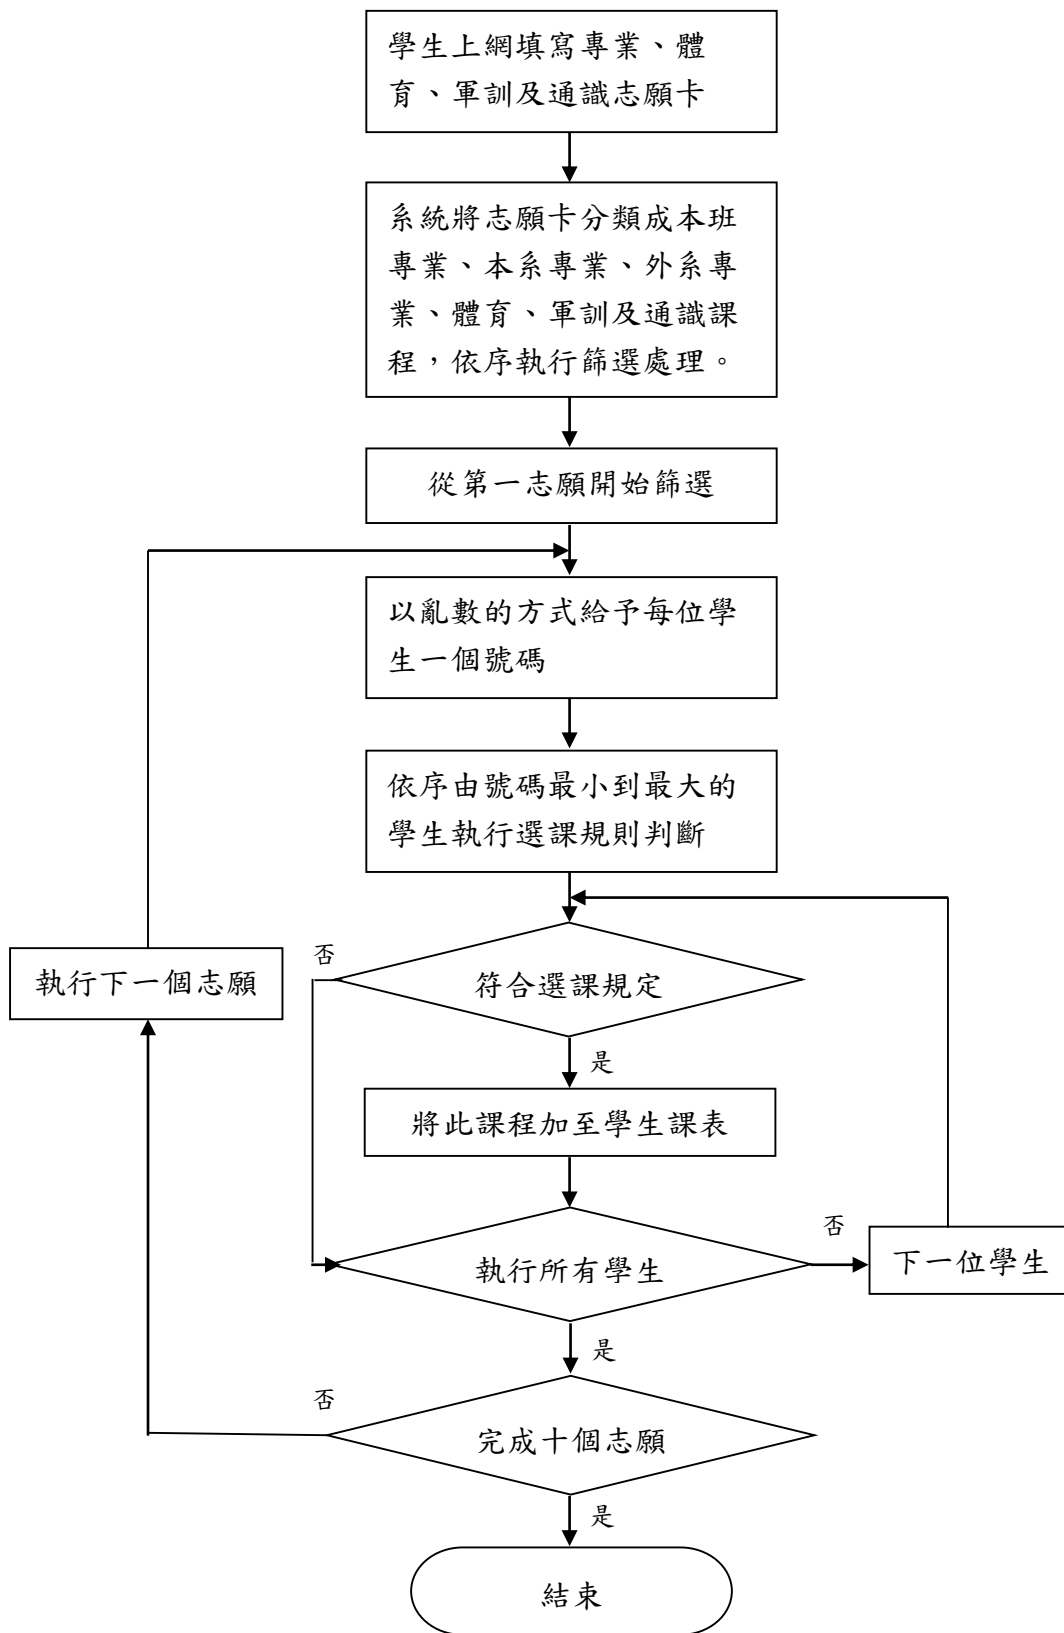 學生上網填寫專業、體
育、軍訓及通識志願卡
系統將志願卡分類成本班
專業、本系專業、外系專
業、體育、軍訓及通識課
程，依序執行篩選處理。
從第一志願開始篩選
以亂數的方式給予每位學
生一個號碼
依序由號碼最小到最大的
學生執行選課規則判斷
否
執行下一個志願
符合選課規定
是
將此課程加至學生課表
否
執行所有學生
下一位學生
是
否
完成十個志願
是
結束